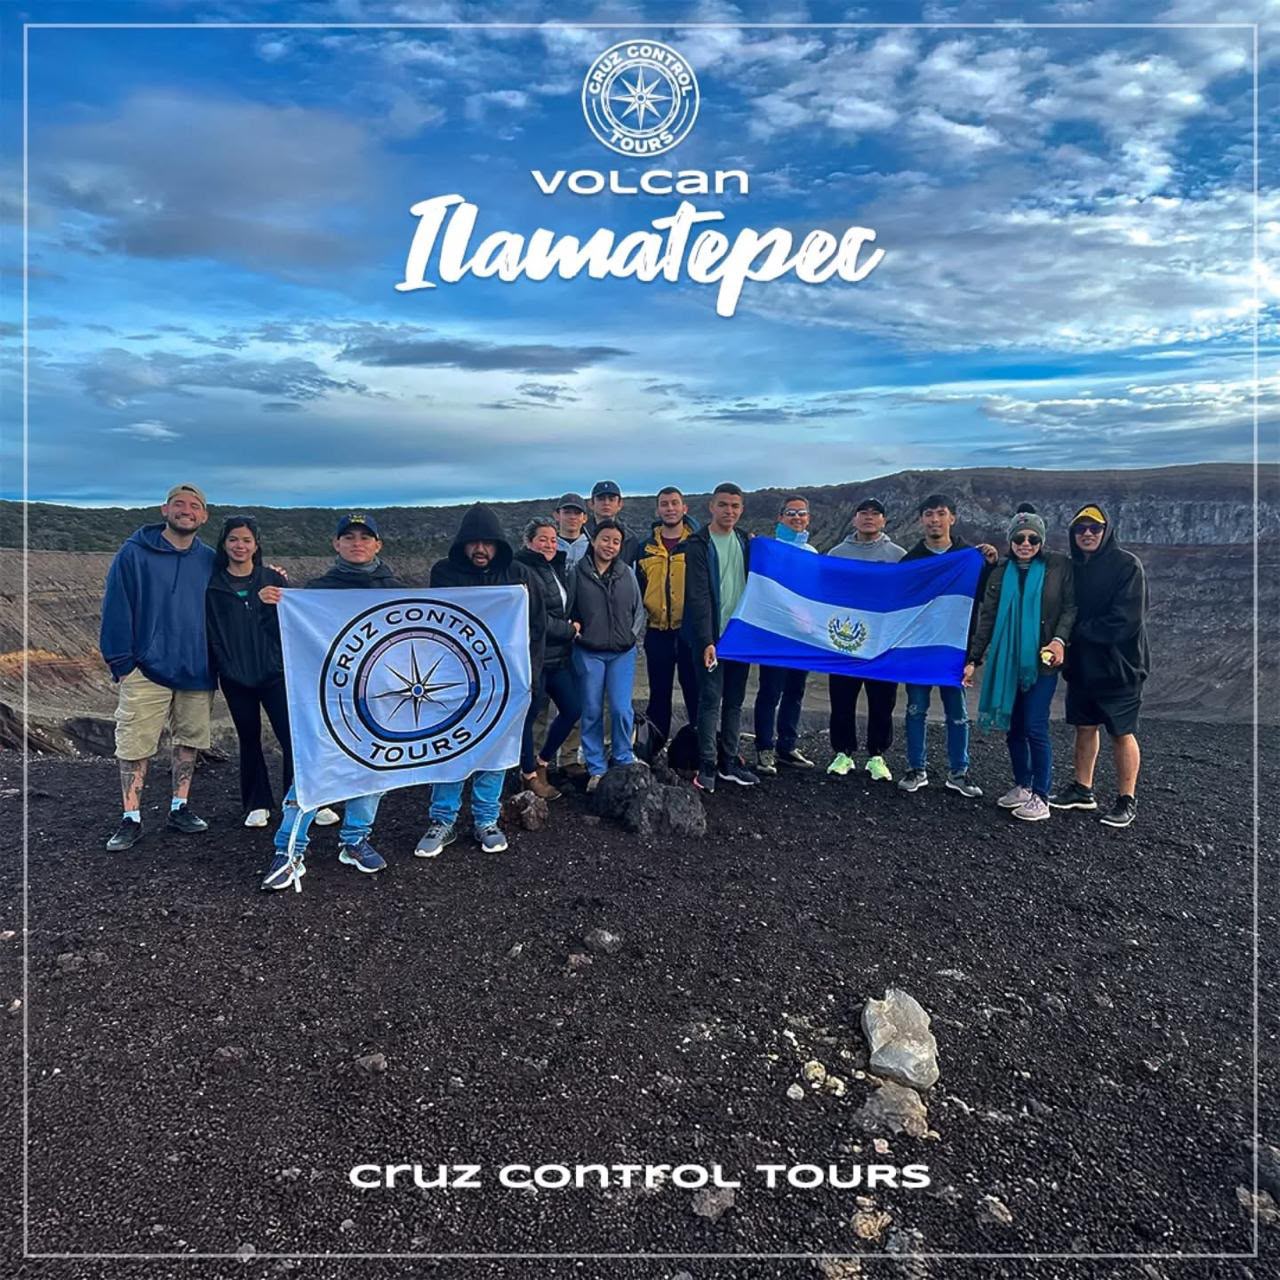 CRUZ CONTROL
TOURS
VOLCAN
Ilamatepec
CRUZ CONTROL
TOURS
CRUZ CONTROL TOURS